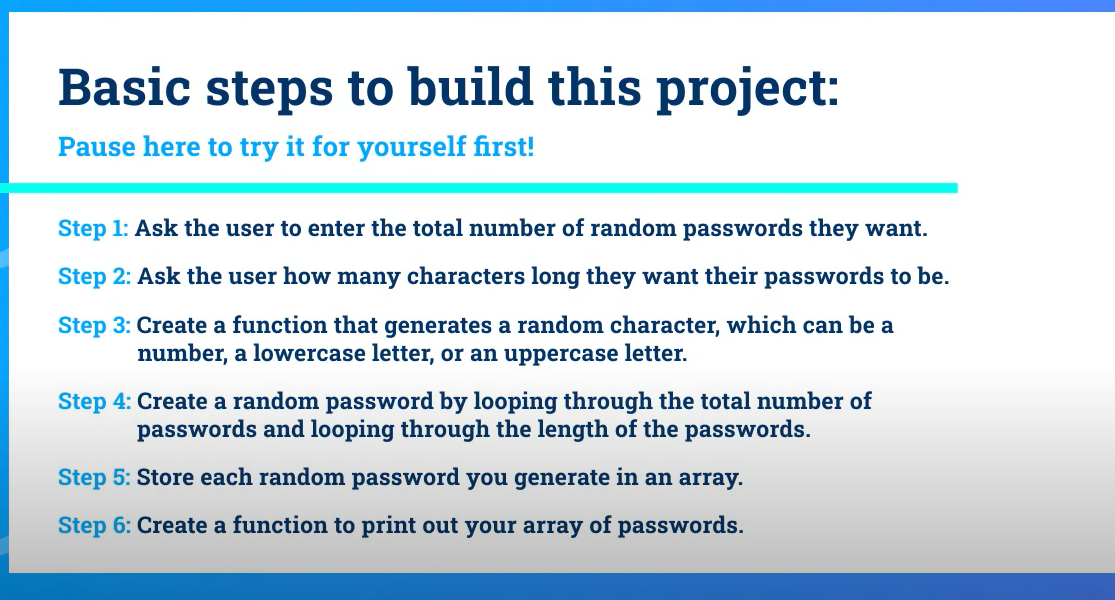 Basic steps to build this project:
Pause here to try it for yourself first!
Step 1: Ask the user to enter the total number of random passwords they want.
Step 2: Ask the user how many characters long they want their passwords to be.
Step 3: Create a function that generates a random character, which can be a
number, a lowercase letter, or an uppercase letter.
Step 4: Create a random password by looping through the total number of
passwords and looping through the length of the passwords.
Step 5: Store each random password you generate in an array.
Step 6: Create a function to print out your array of passwords.